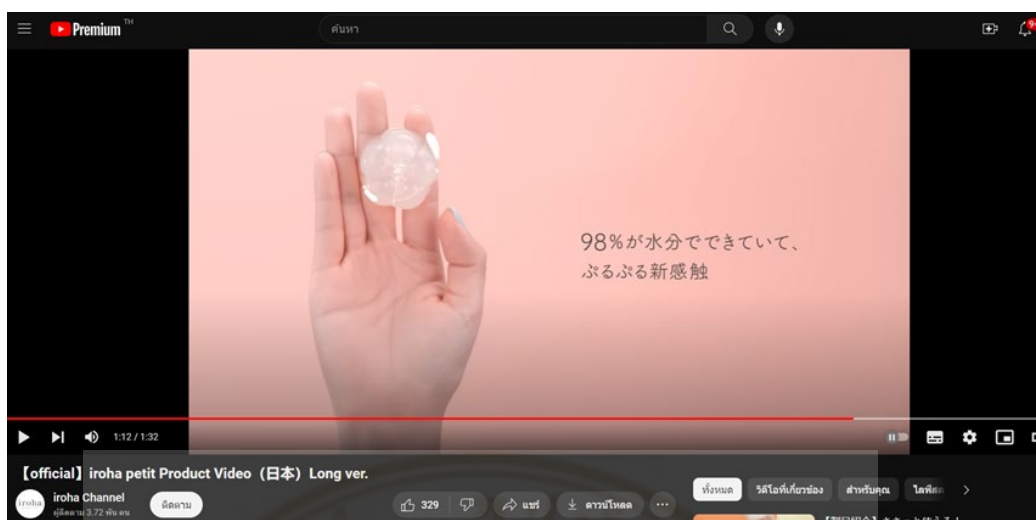 Premium TH
ค้นหา
9+
98%が水分でできていて、
ぷるぷる新感触
1:12 / 1:32
【official】iroha petit Product Video（日本）Long ver.
iroha
iroha Channel
ผู้ติดตาม 3.72 พัน คน
ติดตาม
329
แชร์
ดาวน์โหลด
ทั้งหมด
วิดีโอที่เกี่ยวข้อง
สำหรับคุณ